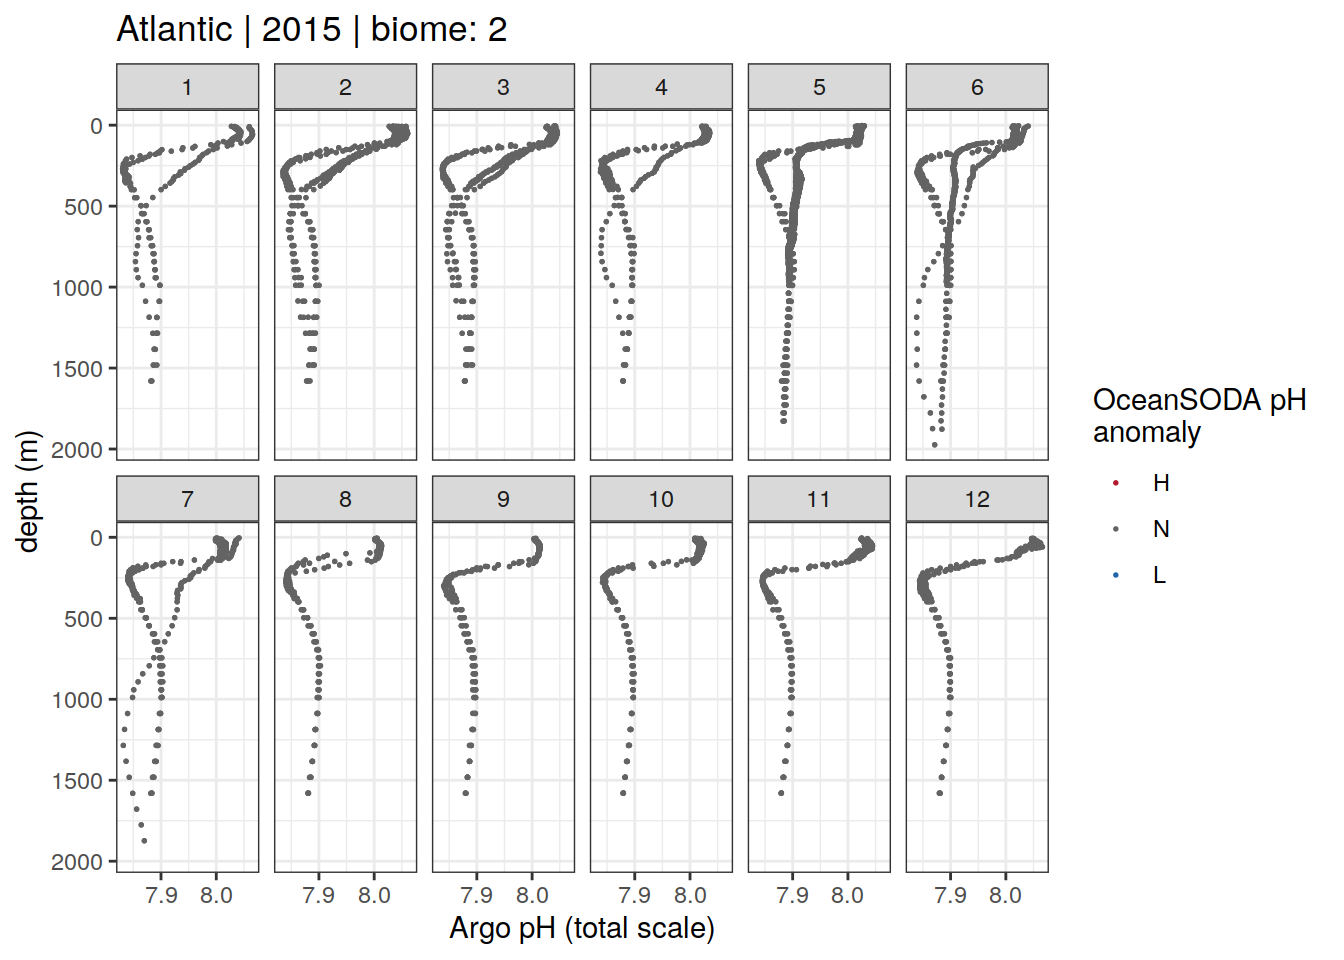 Atlantic | 2015 | biome: 2
1 2 3 4 5 6
0
500
1000
1500
2000
7 8 9 10 11 12
0
500
1000
1500
2000
7.9 8.0 7.9 8.0 7.9 8.0 7.9 8.0 7.9 8.0 7.9 8.0
Argo pH (total scale)
depth (m)
OceanSODA pH
anomaly
H
N
L